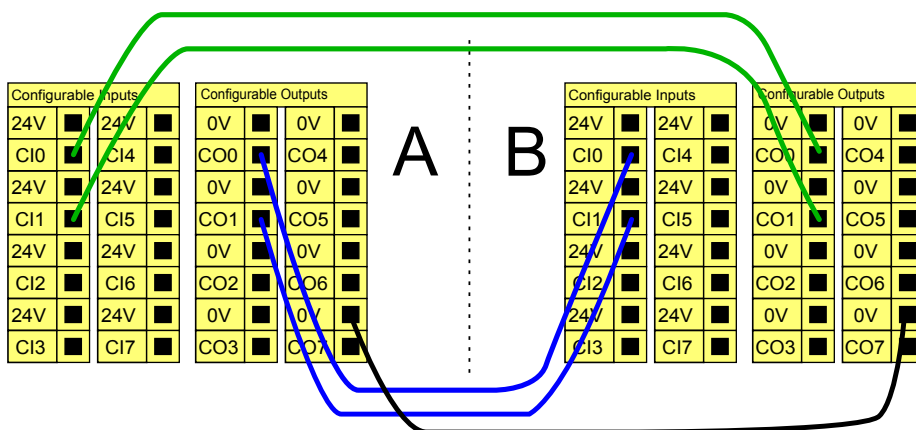 Configurable Inputs Configurable Outputs A B Configurable Inputs Configurable Outputs
24V 24V 0V 0V 24V 24V 0V 0V
CI0 CI4 CO0 CO4 CI0 CI4 CO0 CO4
24V 24V 0V 0V 24V 24V 0V 0V
CI1 CI5 CO1 CO5 CI1 CI5 CO1 CO5
24V 24V 0V 0V 24V 24V 0V 0V
CI2 CI6 CO2 CO6 CI2 CI6 CO2 CO6
24V 24V 0V 0V 24V 24V 0V 0V
CI3 CI7 CO3 CO7 CI3 CI7 CO3 CO7